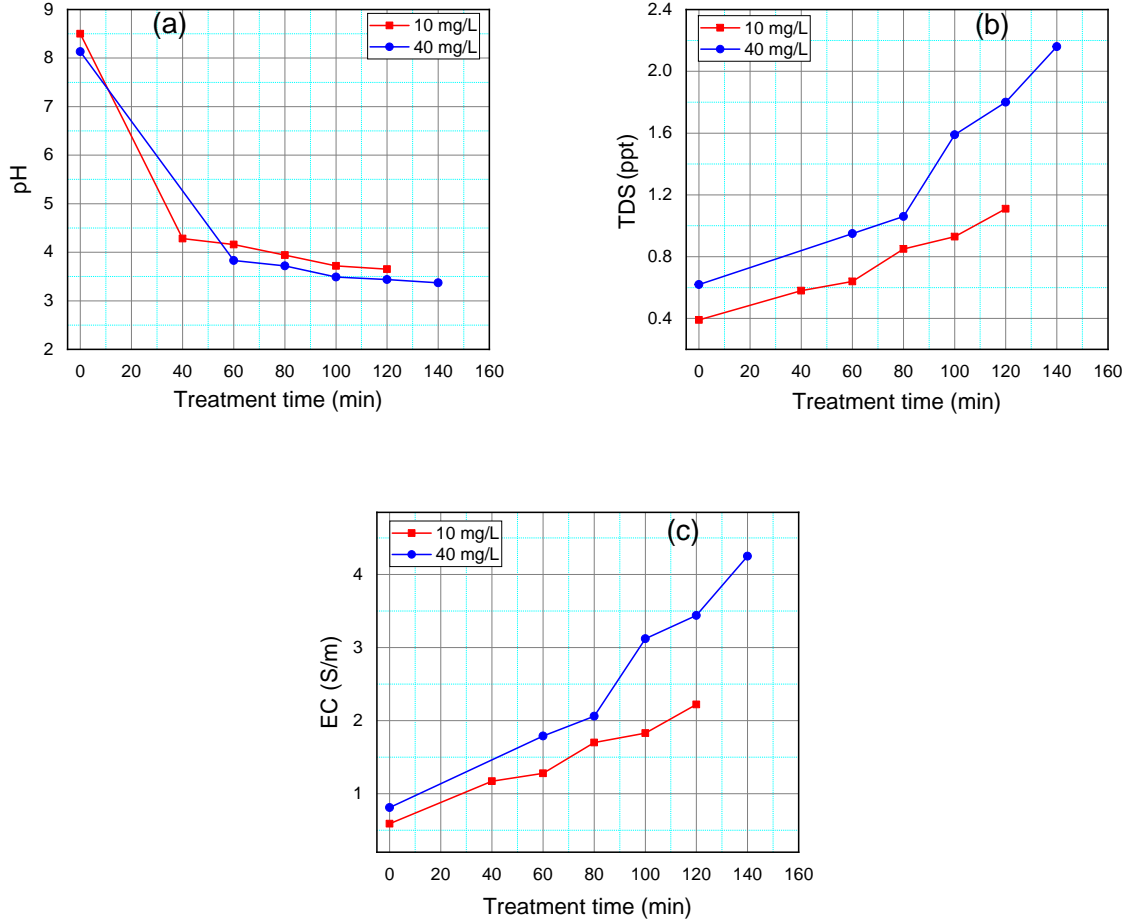 (a)
10 mg/L
40 mg/L
9
8
7
6
5
4
3
2
pH
0 20 40 60 80 100 120 140 160
Treatment time (min)
(b)
10 mg/L
40 mg/L
2.4
2.0
1.6
1.2
0.8
0.4
TDS (ppt)
0 20 40 60 80 100 120 140 160
Treatment time (min)
(c)
10 mg/L
40 mg/L
4
3
2
1
EC (S/m)
0 20 40 60 80 100 120 140 160
Treatment time (min)